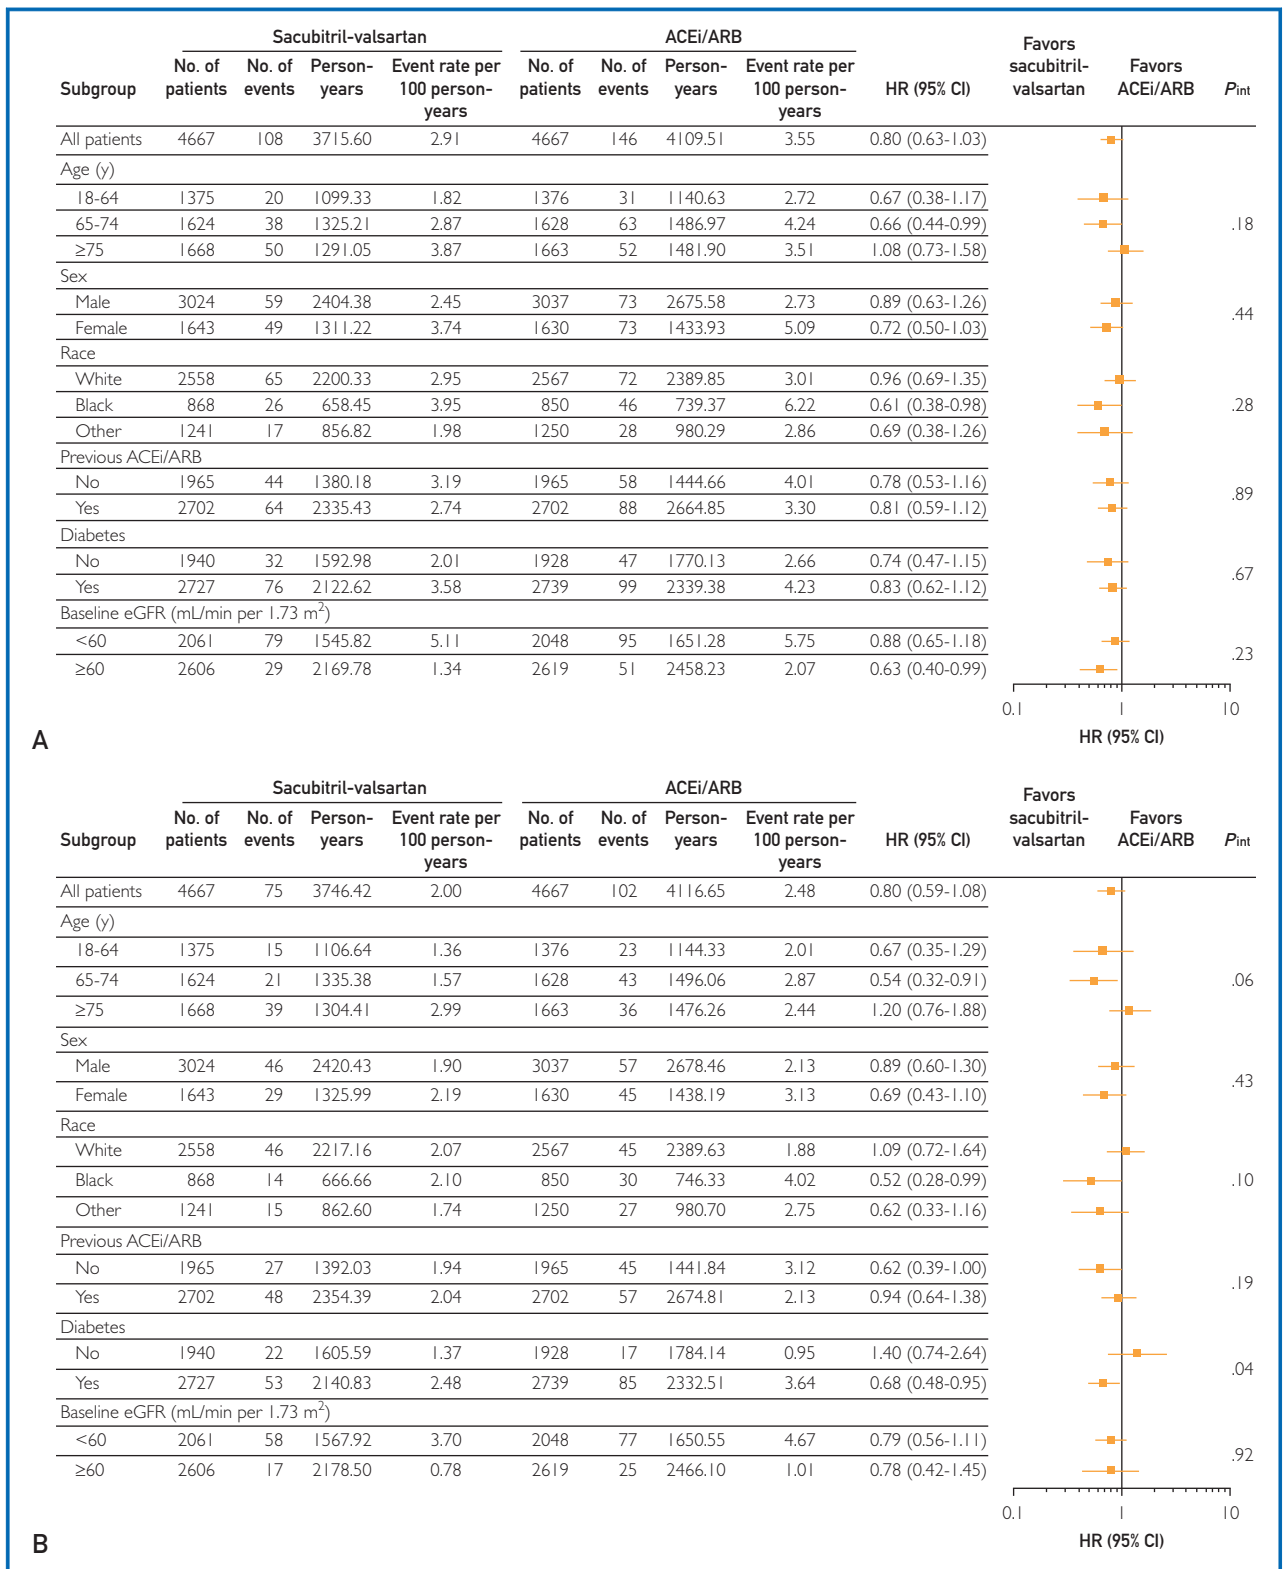 Sacubitril-valsartan ACEi/ARB Favors sacubitril-valsartan Favors ACEi/ARB
Subgroup No. of patients No. of events Person-years Event rate per 100 person-years No. of patients No. of events Person-years Event rate per 100 person-years HR (95% CI) Pint
All patients 4667 108 3715.60 2.91 4667 146 4109.51 3.55 0.80 (0.63-1.03)
Age (y)
18-64 1375 20 1099.33 1.82 1376 31 1140.63 2.72 0.67 (0.38-1.17)
65-74 1624 38 1325.21 2.87 1628 63 1486.97 4.24 0.66 (0.44-0.99) .18
≥75 1668 50 1291.05 3.87 1663 52 1481.90 3.51 1.08 (0.73-1.58)
Sex
Male 3024 59 2404.38 2.45 3037 73 2675.58 2.73 0.89 (0.63-1.26)
.44
Female 1643 49 1311.22 3.74 1630 73 1433.93 5.09 0.72 (0.50-1.03)
Race
White 2558 65 2200.33 2.95 2567 72 2389.85 3.01 0.96 (0.69-1.35)
Black 868 26 658.45 3.95 850 46 739.37 6.22 0.61 (0.38-0.98) .28
Other 1241 17 856.82 1.98 1250 28 980.29 2.86 0.69 (0.38-1.26)
Previous ACEi/ARB
No 1965 44 1380.18 3.19 1965 58 1444.66 4.01 0.78 (0.53-1.16)
.89
Yes 2702 64 2335.43 2.74 2702 88 2664.85 3.30 0.81 (0.59-1.12)
Diabetes
No 1940 32 1592.98 2.01 1928 47 1770.13 2.66 0.74 (0.47-1.15)
.67
Yes 2727 76 2122.62 3.58 2739 99 2339.38 4.23 0.83 (0.62-1.12)
Baseline eGFR (mL/min per 1.73 m²)
<60 2061 79 1545.82 5.11 2048 95 1651.28 5.75 0.88 (0.65-1.18)
.23
≥60 2606 29 2169.78 1.34 2619 51 2458.23 2.07 0.63 (0.40-0.99)
0.1 1 10
HR (95% CI)
A
Sacubitril-valsartan ACEi/ARB Favors sacubitril-valsartan Favors ACEi/ARB
Subgroup No. of patients No. of events Person-years Event rate per 100 person-years No. of patients No. of events Person-years Event rate per 100 person-years HR (95% CI) Pint
All patients 4667 75 3746.42 2.00 4667 102 4116.65 2.48 0.80 (0.59-1.08)
Age (y)
18-64 1375 15 1106.64 1.36 1376 23 1144.33 2.01 0.67 (0.35-1.29)
65-74 1624 21 1335.38 1.57 1628 43 1496.06 2.87 0.54 (0.32-0.91) .06
≥75 1668 39 1304.41 2.99 1663 36 1476.26 2.44 1.20 (0.76-1.88)
Sex
Male 3024 46 2420.43 1.90 3037 57 2678.46 2.13 0.89 (0.60-1.30)
.43
Female 1643 29 1325.99 2.19 1630 45 1438.19 3.13 0.69 (0.43-1.10)
Race
White 2558 46 2217.16 2.07 2567 45 2389.63 1.88 1.09 (0.72-1.64)
Black 868 14 666.66 2.10 850 30 746.33 4.02 0.52 (0.28-0.99) .10
Other 1241 15 862.60 1.74 1250 27 980.70 2.75 0.62 (0.33-1.16)
Previous ACEi/ARB
No 1965 27 1392.03 1.94 1965 45 1441.84 3.12 0.62 (0.39-1.00)
.19
Yes 2702 48 2354.39 2.04 2702 57 2674.81 2.13 0.94 (0.64-1.38)
Diabetes
No 1940 22 1605.59 1.37 1928 17 1784.14 0.95 1.40 (0.74-2.64)
.04
Yes 2727 53 2140.83 2.48 2739 85 2332.51 3.64 0.68 (0.48-0.95)
Baseline eGFR (mL/min per 1.73 m²)
<60 2061 58 1567.92 3.70 2048 77 1650.55 4.67 0.79 (0.56-1.11)
.92
≥60 2606 17 2178.50 0.78 2619 25 2466.10 1.01 0.78 (0.42-1.45)
0.1 1 10
HR (95% CI)
B